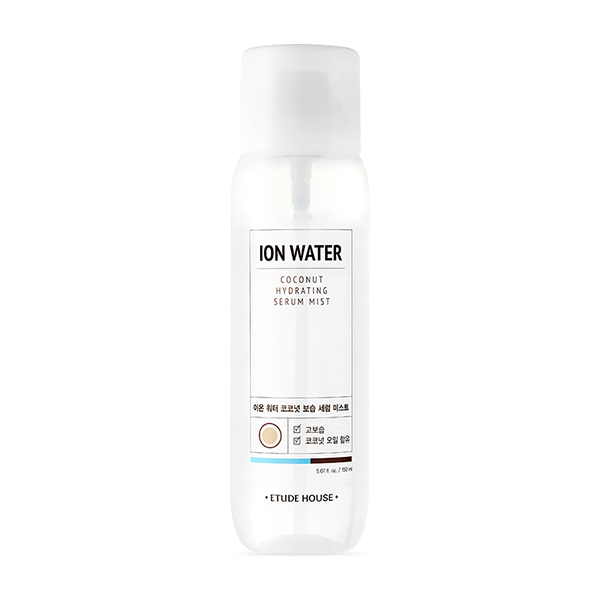 ION WATER
COCONUT
HYDRATING
SERUM MIST
이온 워터 코코넛 보습 세럼 미스트
☑ 고보습
☑ 코코넛 오일 함유
5.07 fl. oz. / 150 ml
• ETUDE HOUSE •